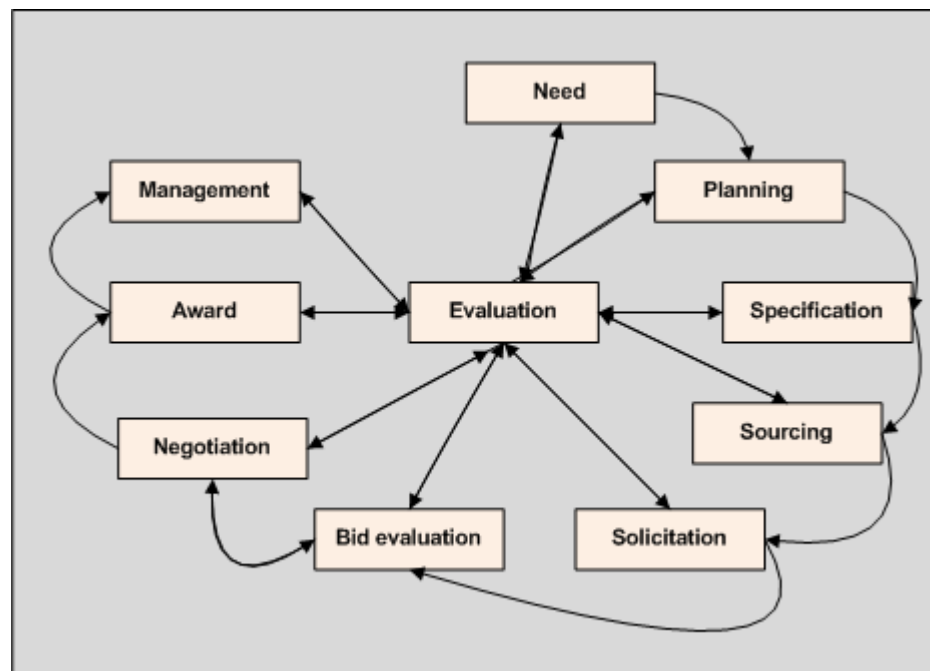 Need
Management
Planning
Award
Evaluation
Specification
Negotiation
Sourcing
Bid evaluation
Solicitation